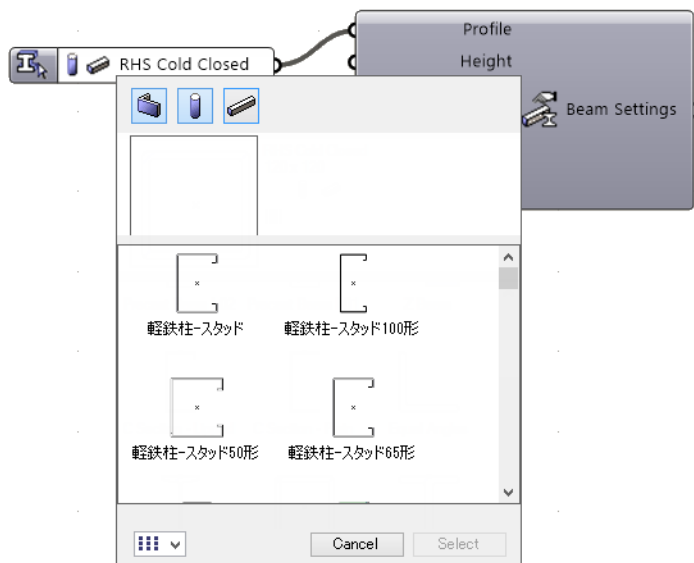 Profile
RHS Cold Closed
Height
Beam Settings
軽鉄柱-スタッド
軽鉄柱-スタッド100形
軽鉄柱-スタッド50形
軽鉄柱-スタッド65形
Cancel
Select